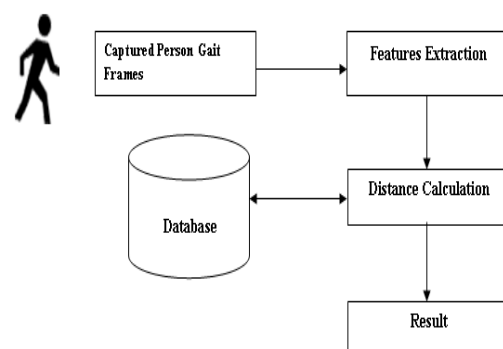 Captured Person Gait
Frames
Features Extraction
Distance Calculation
Database
Result